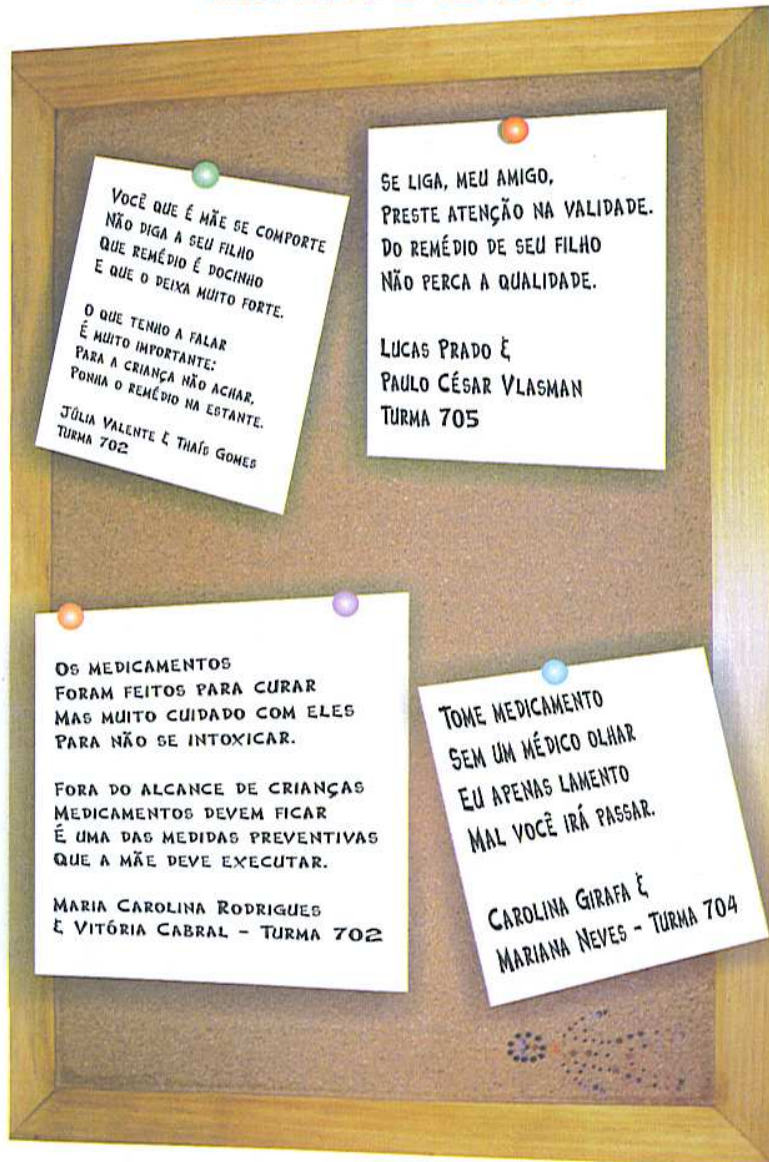 VOCÊ QUE É MÃE SE COMPORTE
NÃO DIGA A SEU FILHO
QUE REMÉDIO É DOCINHO
E QUE O DEIXA MUITO FORTE.
O QUE TENHO A FALAR
É MUITO IMPORTANTE:
PARA A CRIANÇA NÃO ACHAR,
PONHA O REMÉDIO NA ESTANTE.
JÚLIA VALENTE & THAÍS GOMES
TURMA 702
SE LIGA, MEU AMIGO,
PRESTE ATENÇÃO NA VALIDADE.
DO REMÉDIO DE SEU FILHO
NÃO PERCA A QUALIDADE.
LUCAS PRADO &
PAULO CÉSAR VLASMAN
TURMA 705
OS MEDICAMENTOS
FORAM FEITOS PARA CURAR
MAS MUITO CUIDADO COM ELES
PARA NÃO SE INTOXICAR.
FORA DO ALCANCE DE CRIANÇAS
MEDICAMENTOS DEVEM FICAR
É UMA DAS MEDIDAS PREVENTIVAS
QUE A MÃE DEVE EXECUTAR.
MARIA CAROLINA RODRIGUES
& VITÓRIA CABRAL - TURMA 702
TOME MEDICAMENTO
SEM UM MÉDICO OLHAR
EU APENAS LAMENTO
MAL VOCÊ IRÁ PASSAR.
CAROLINA GIRAFA &
MARIANA NEVES - TURMA 704